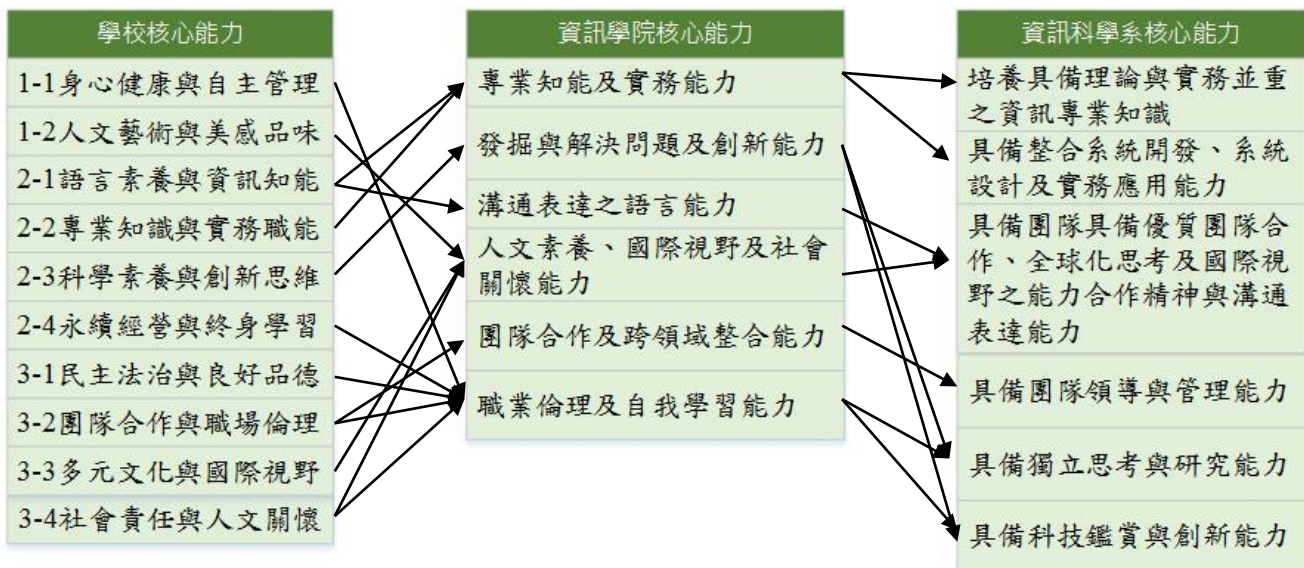 學校核心能力
1-1身心健康與自主管理
1-2人文藝術與美感品味
2-1語言素養與資訊知能
2-2專業知識與實務職能
2-3科學素養與創新思維
2-4永續經營與終身學習
3-1民主法治與良好品德
3-2團隊合作與職場倫理
3-3多元文化與國際視野
3-4社會責任與人文關懷
資訊學院核心能力
專業知能及實務能力
發掘與解決問題及創新能力
溝通表達之語言能力
人文素養、國際視野及社會
關懷能力
團隊合作及跨領域整合能力
職業倫理及自我學習能力
資訊科學系核心能力
培養具備理論與實務並重
之資訊專業知識
具備整合系統開發、系統
設計及實務應用能力
具備團隊具備優質團隊合
作、全球化思考及國際視
野之能力合作精神與溝通
表達能力
具備團隊領導與管理能力
具備獨立思考與研究能力
具備科技鑑賞與創新能力